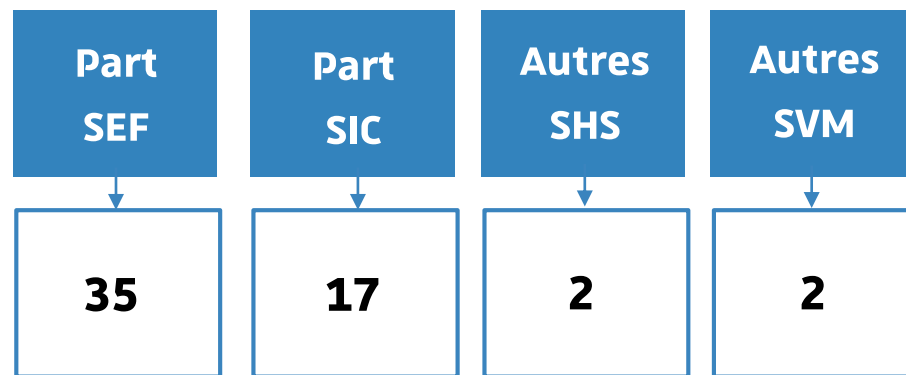 Part
SEF
Part
SIC
Autres
SHS
Autres
SVM
35
17
2
2